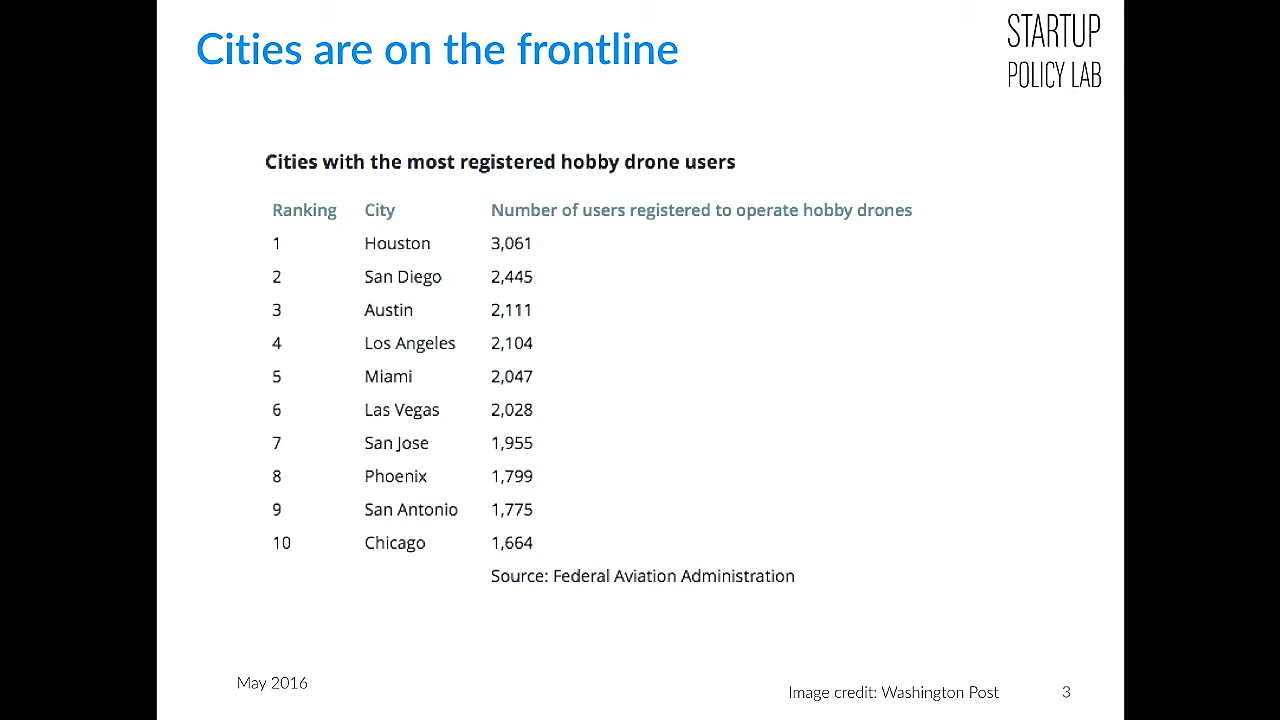 Cities are on the frontline
STARTUP
POLICY LAB
Cities with the most registered hobby drone users
Ranking City Number of users registered to operate hobby drones
1 Houston 3,061
2 San Diego 2,445
3 Austin 2,111
4 Los Angeles 2,104
5 Miami 2,047
6 Las Vegas 2,028
7 San Jose 1,955
8 Phoenix 1,799
9 San Antonio 1,775
10 Chicago 1,664
Source: Federal Aviation Administration
May 2016
Image credit: Washington Post 3